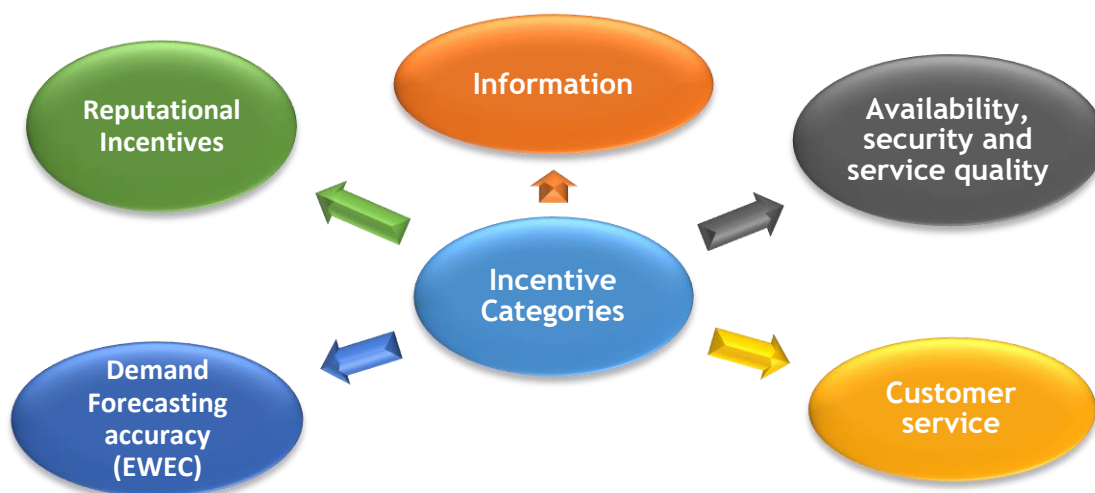 Reputational
Incentives
Information
Availability,
security and
service quality
Incentive
Categories
Demand
Forecasting
accuracy
(EWEC)
Customer
service